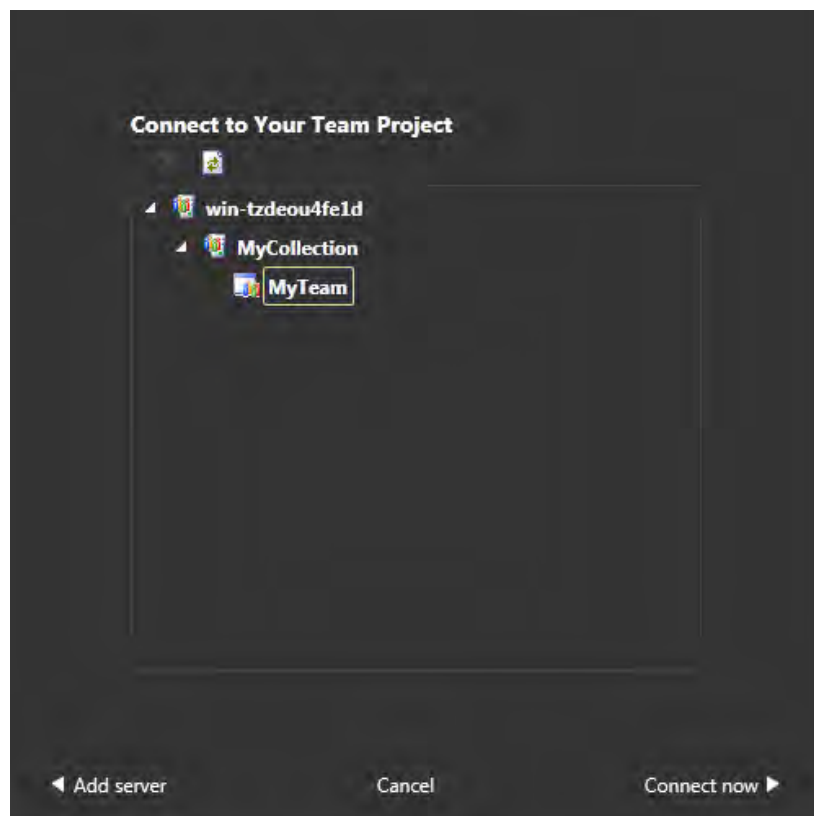 Connect to Your Team Project
win-tzdeou4fe1d
MyCollection
MyTeam
Add server Cancel Connect now